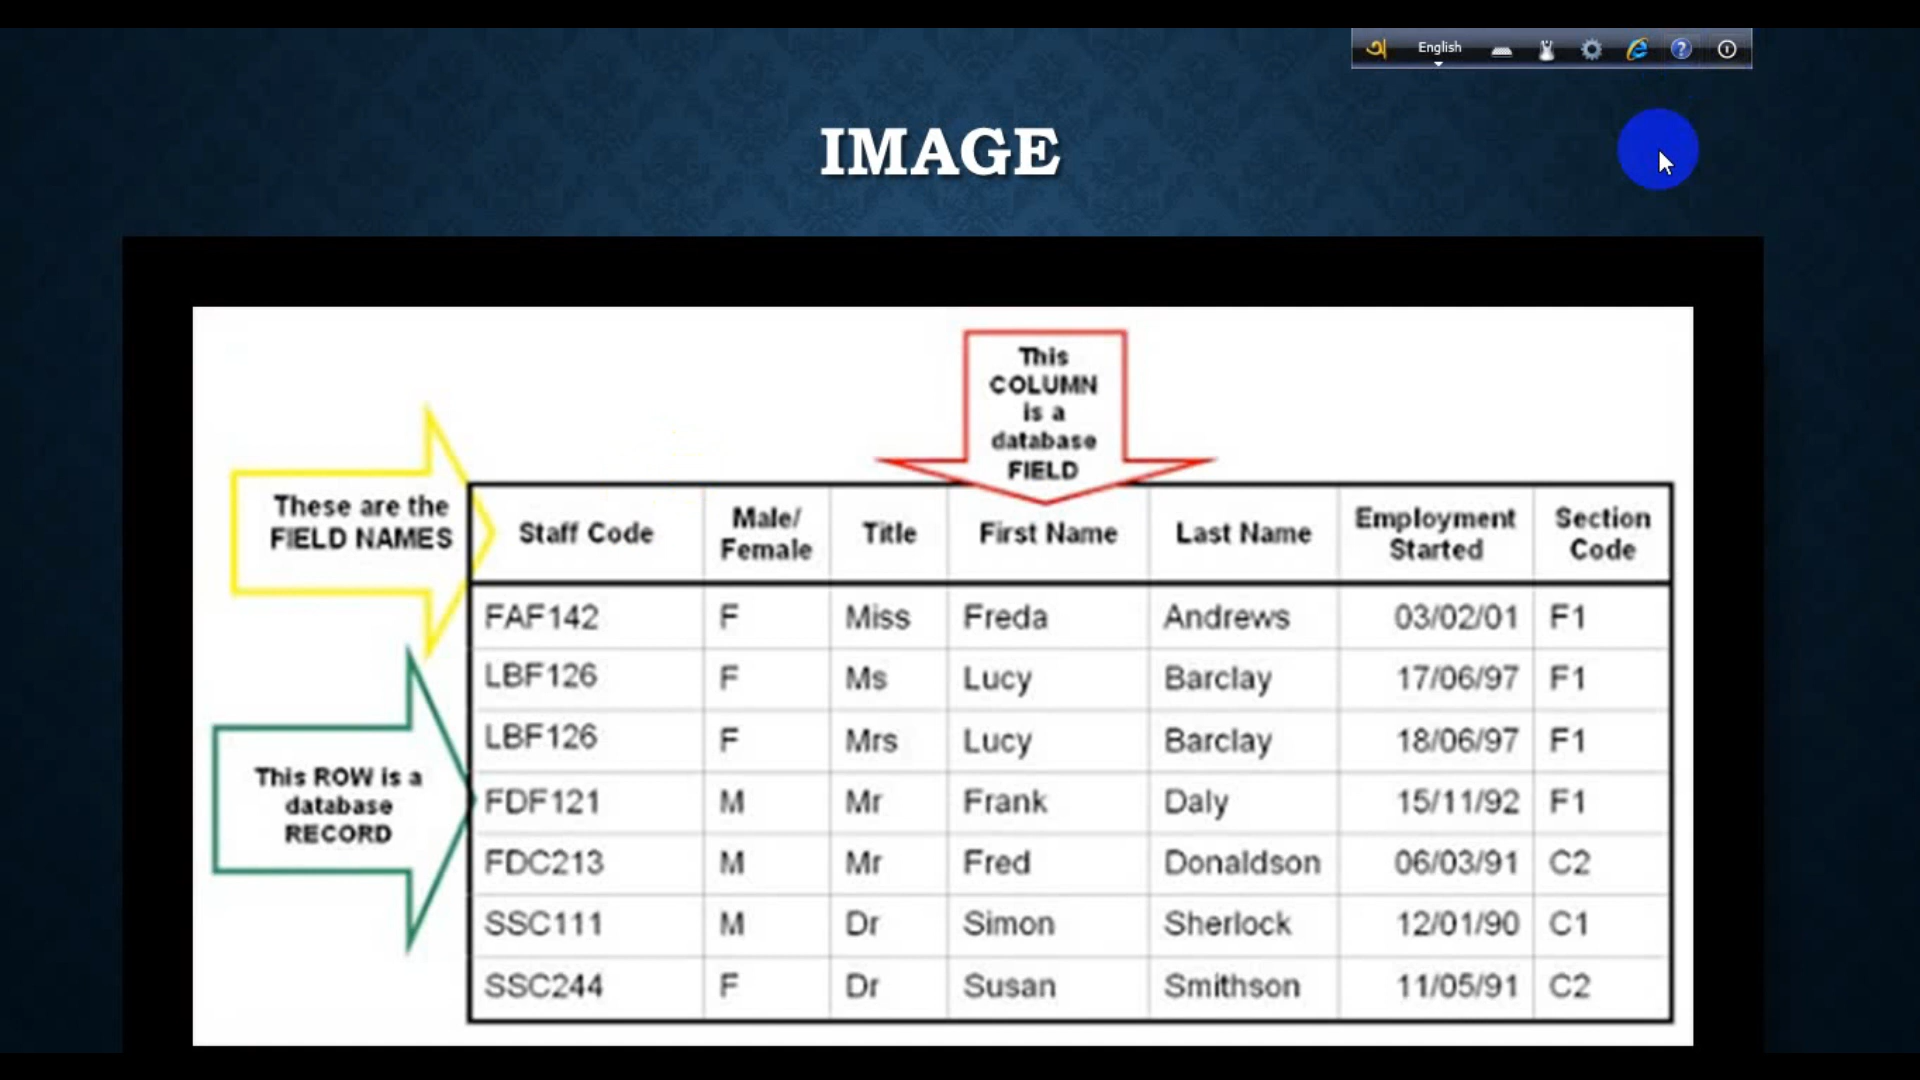 অ English
IMAGE
This
COLUMN
is a
database
FIELD
These are the
FIELD NAMES
Staff Code Male/ Female Title First Name Last Name Employment Started Section Code
FAF142 F Miss Freda Andrews 03/02/01 F1
LBF126 F Ms Lucy Barclay 17/06/97 F1
LBF126 F Mrs Lucy Barclay 18/06/97 F1
This ROW is a
database
RECORD
FDF121 M Mr Frank Daly 15/11/92 F1
FDC213 M Mr Fred Donaldson 06/03/91 C2
SSC111 M Dr Simon Sherlock 12/01/90 C1
SSC244 F Dr Susan Smithson 11/05/91 C2